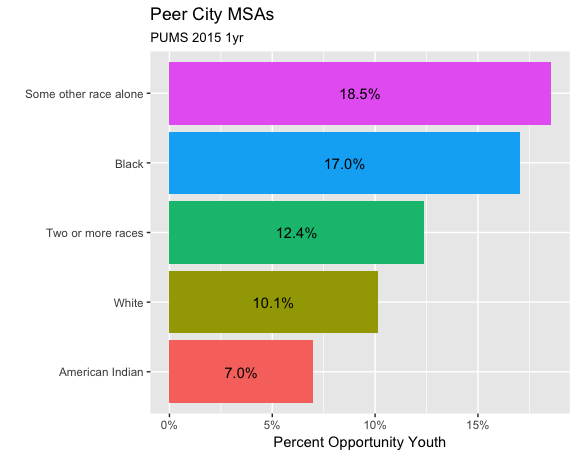 Peer City MSAs
PUMS 2015 1yr
Some other race alone
18.5%
Black
17.0%
Two or more races
12.4%
White
10.1%
American Indian
7.0%
0% 5% 10% 15%
Percent Opportunity Youth